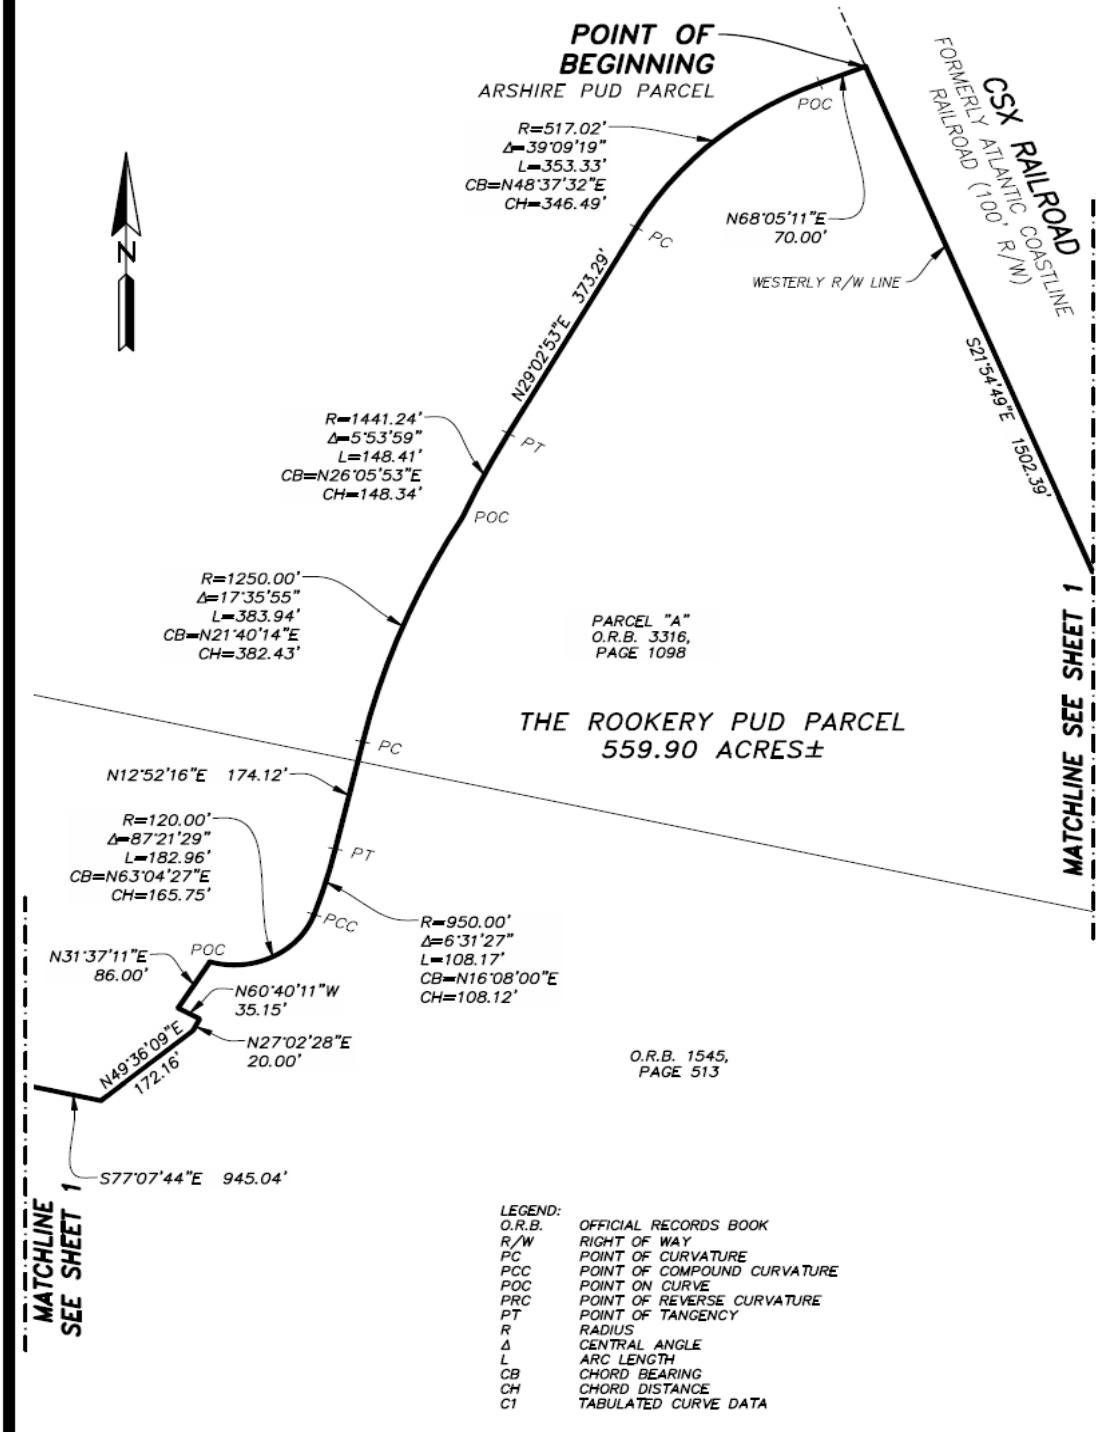 POINT OF
BEGINNING
ARSHIRE PUD PARCEL
POC
CSX RAILROAD
FORMERLY ATLANTIC COASTLINE
RAILROAD (100' R/W)
R=517.02'
Δ=39°09'19"
L=353.33'
CB=N48°37'32"E
CH=346.49'
N68°05'11"E
70.00'
PC
WESTERLY R/W LINE
N
N29°02'53"E 373.29'
S21°54'49"E 1502.39'
R=1441.24'
Δ=5°53'59"
L=148.41'
CB=N26°05'53"E
CH=148.34'
PT
POC
R=1250.00'
Δ=17°35'55"
L=383.94'
CB=N21°40'14"E
CH=382.43'
PARCEL "A"
O.R.B. 3316,
PAGE 1098
MATCHLINE SEE SHEET 1
THE ROOKERY PUD PARCEL
559.90 ACRES±
PC
N12°52'16"E 174.12'
R=120.00'
Δ=87°21'29"
L=182.96'
CB=N63°04'27"E
CH=165.75'
PT
PCC
R=950.00'
Δ=6°31'27"
L=108.17'
CB=N16°08'00"E
CH=108.12'
POC
N31°37'11"E
86.00'
N60°40'11"W
35.15'
N27°02'28"E
20.00'
N49°36'09"E
172.16'
O.R.B. 1545,
PAGE 513
S77°07'44"E 945.04'
MATCHLINE
SEE SHEET 1
LEGEND:
O.R.B. OFFICIAL RECORDS BOOK
R/W RIGHT OF WAY
PC POINT OF CURVATURE
PCC POINT OF COMPOUND CURVATURE
POC POINT ON CURVE
PRC POINT OF REVERSE CURVATURE
PT POINT OF TANGENCY
R RADIUS
Δ CENTRAL ANGLE
L ARC LENGTH
CB CHORD BEARING
CH CHORD DISTANCE
C1 TABULATED CURVE DATA